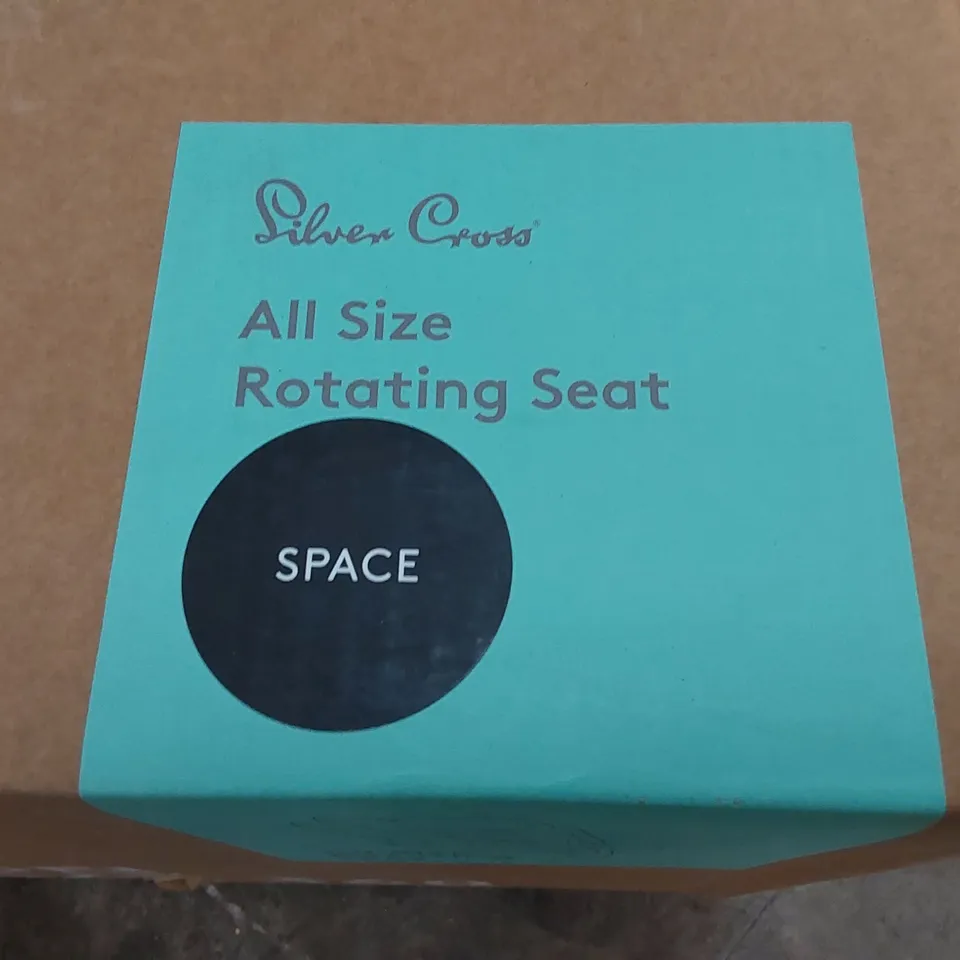 Silver Cross
All Size
Rotating Seat
SPACE